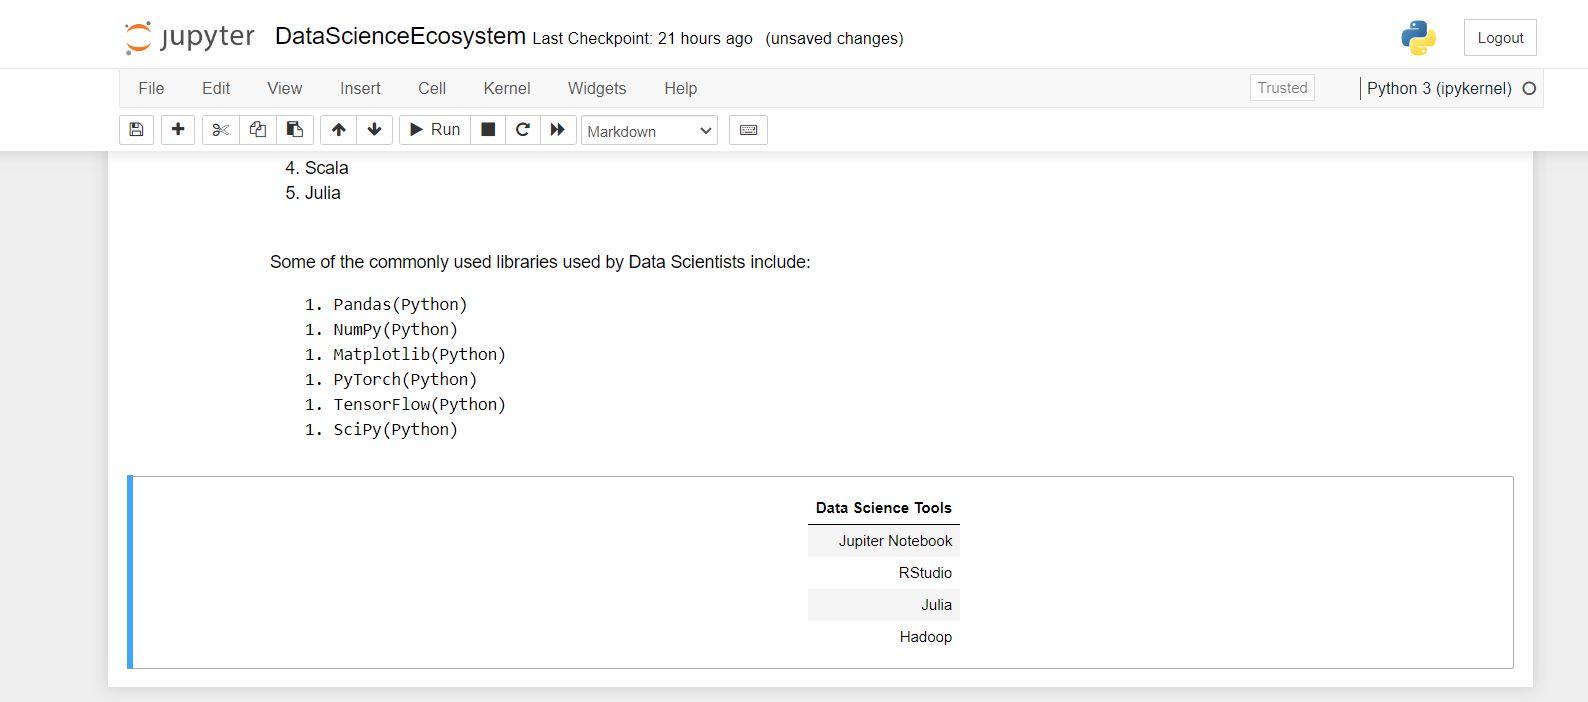 jupyter DataScienceEcosystem Last Checkpoint: 21 hours ago (unsaved changes) Logout
File Edit View Insert Cell Kernel Widgets Help Trusted Python 3 (ipykernel)
Run Markdown
4. Scala
5. Julia
Some of the commonly used libraries used by Data Scientists include:
1. Pandas(Python)
1. NumPy(Python)
1. Matplotlib(Python)
1. PyTorch(Python)
1. TensorFlow(Python)
1. SciPy(Python)
Data Science Tools
Jupiter Notebook
RStudio
Julia
Hadoop